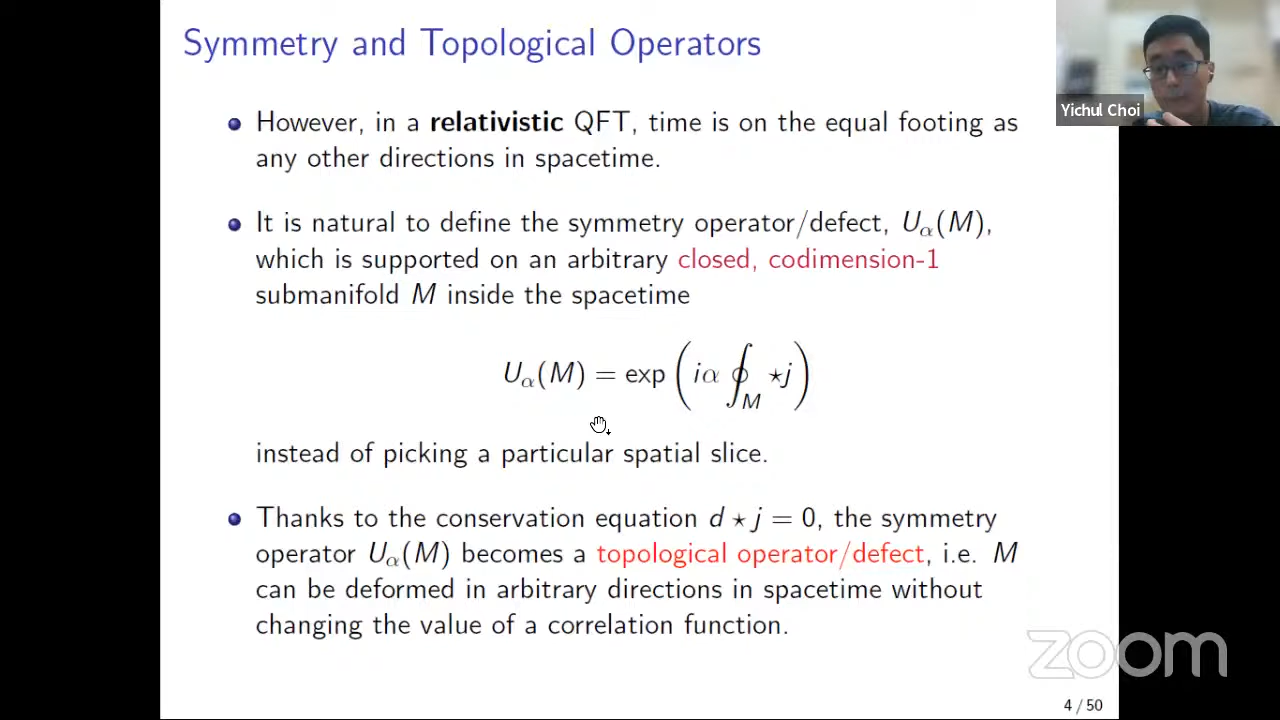 Symmetry and Topological Operators
Yichul Choi
However, in a relativistic QFT, time is on the equal footing as
any other directions in spacetime.
It is natural to define the symmetry operator/defect, U_α(M),
which is supported on an arbitrary closed, codimension-1
submanifold M inside the spacetime
U_α(M) = exp (iα ∮_M ⋆j)
instead of picking a particular spatial slice.
Thanks to the conservation equation d ⋆ j = 0, the symmetry
operator U_α(M) becomes a topological operator/defect, i.e. M
can be deformed in arbitrary directions in spacetime without
changing the value of a correlation function.
zoom
4 / 50